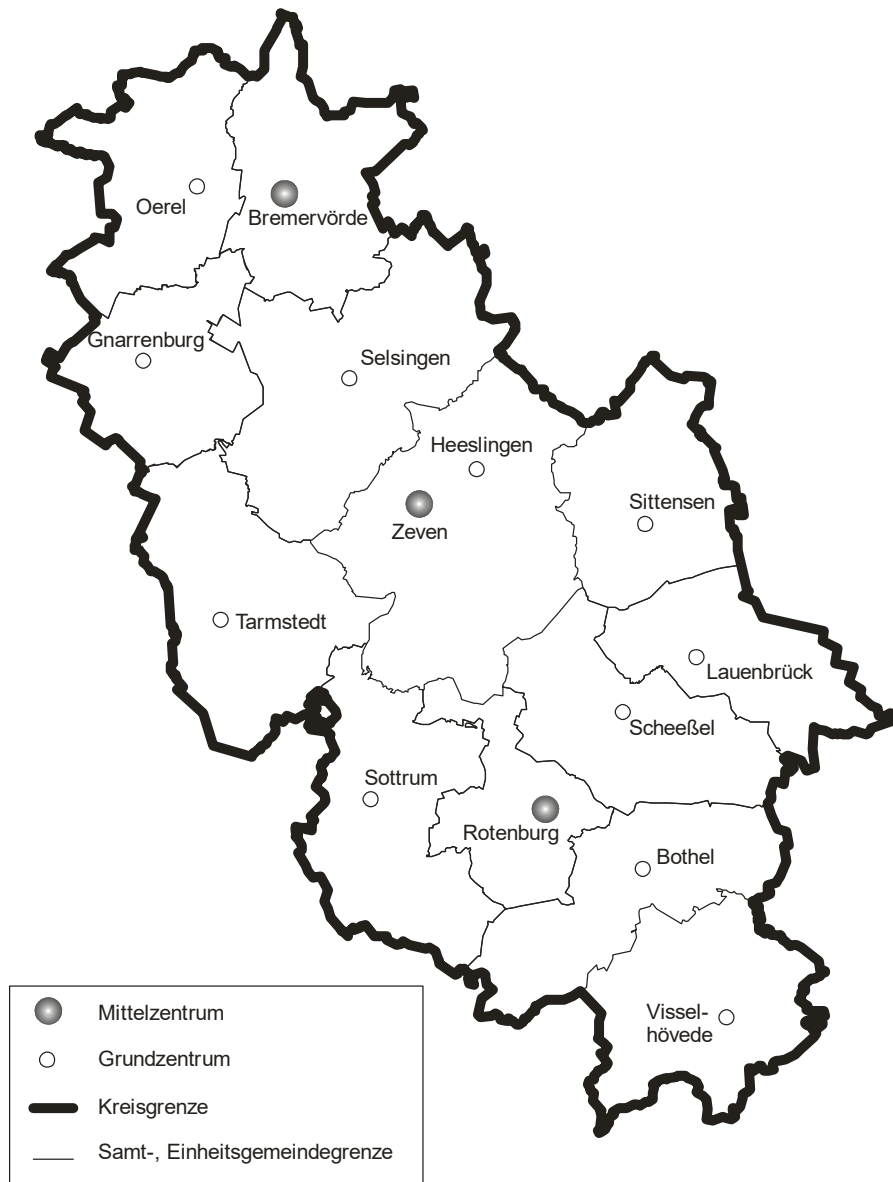 Oerel
Bremervörde
Gnarrenburg
Selsingen
Heeslingen
Sittensen
Zeven
Tarmstedt
Lauenbrück
Scheeßel
Sottrum
Rotenburg
Bothel
Vissel-
hövede
Mittelzentrum
Grundzentrum
Kreisgrenze
Samt-, Einheitsgemeindegrenze